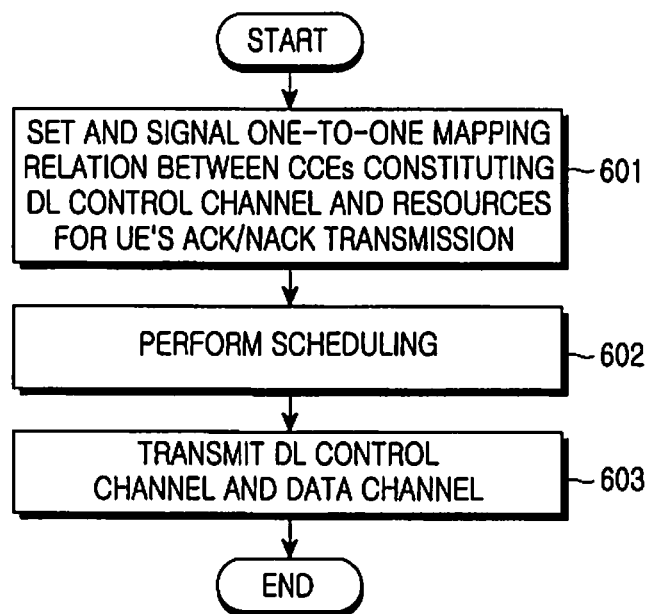 START
SET AND SIGNAL ONE-TO-ONE MAPPING
RELATION BETWEEN CCEs CONSTITUTING
DL CONTROL CHANNEL AND RESOURCES
FOR UE'S ACK/NACK TRANSMISSION
601
PERFORM SCHEDULING
602
TRANSMIT DL CONTROL
CHANNEL AND DATA CHANNEL
603
END